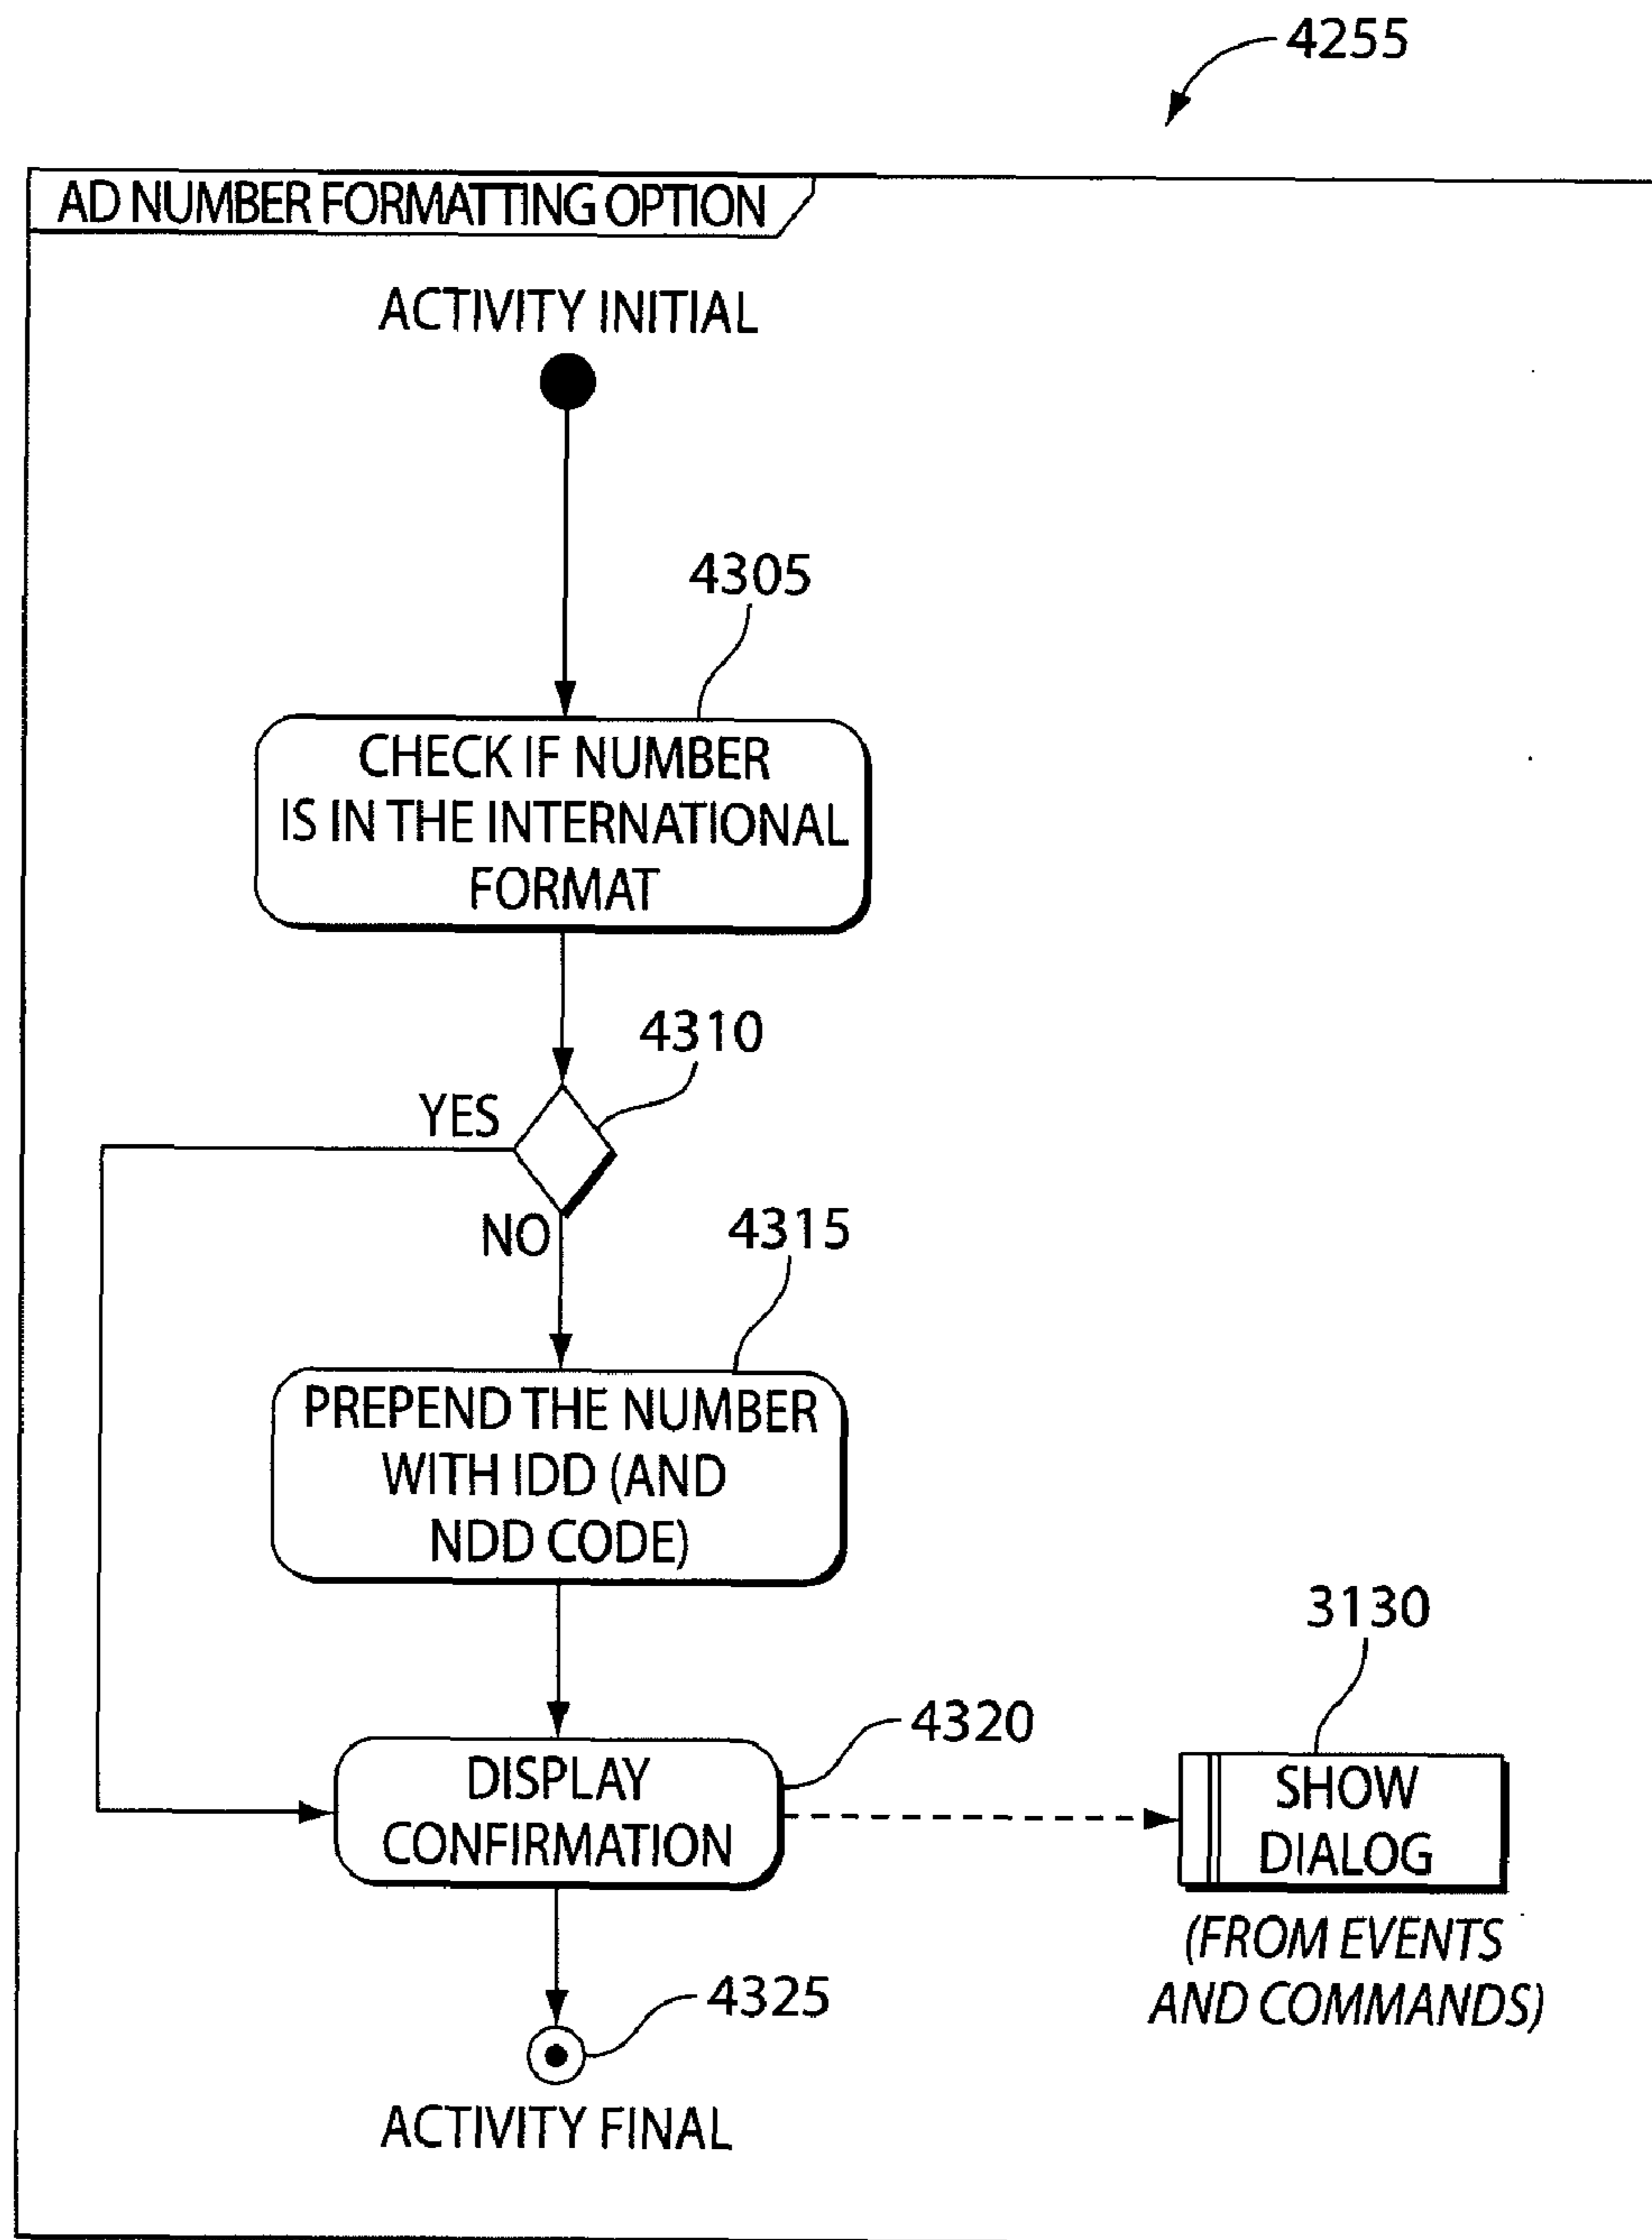 4255
AD NUMBER FORMATTING OPTION
ACTIVITY INITIAL
4305
CHECK IF NUMBER
IS IN THE INTERNATIONAL
FORMAT
4310
YES
NO
4315
PREPEND THE NUMBER
WITH IDD (AND
NDD CODE)
3130
4320
DISPLAY
CONFIRMATION
SHOW
DIALOG
(FROM EVENTS
AND COMMANDS)
4325
ACTIVITY FINAL